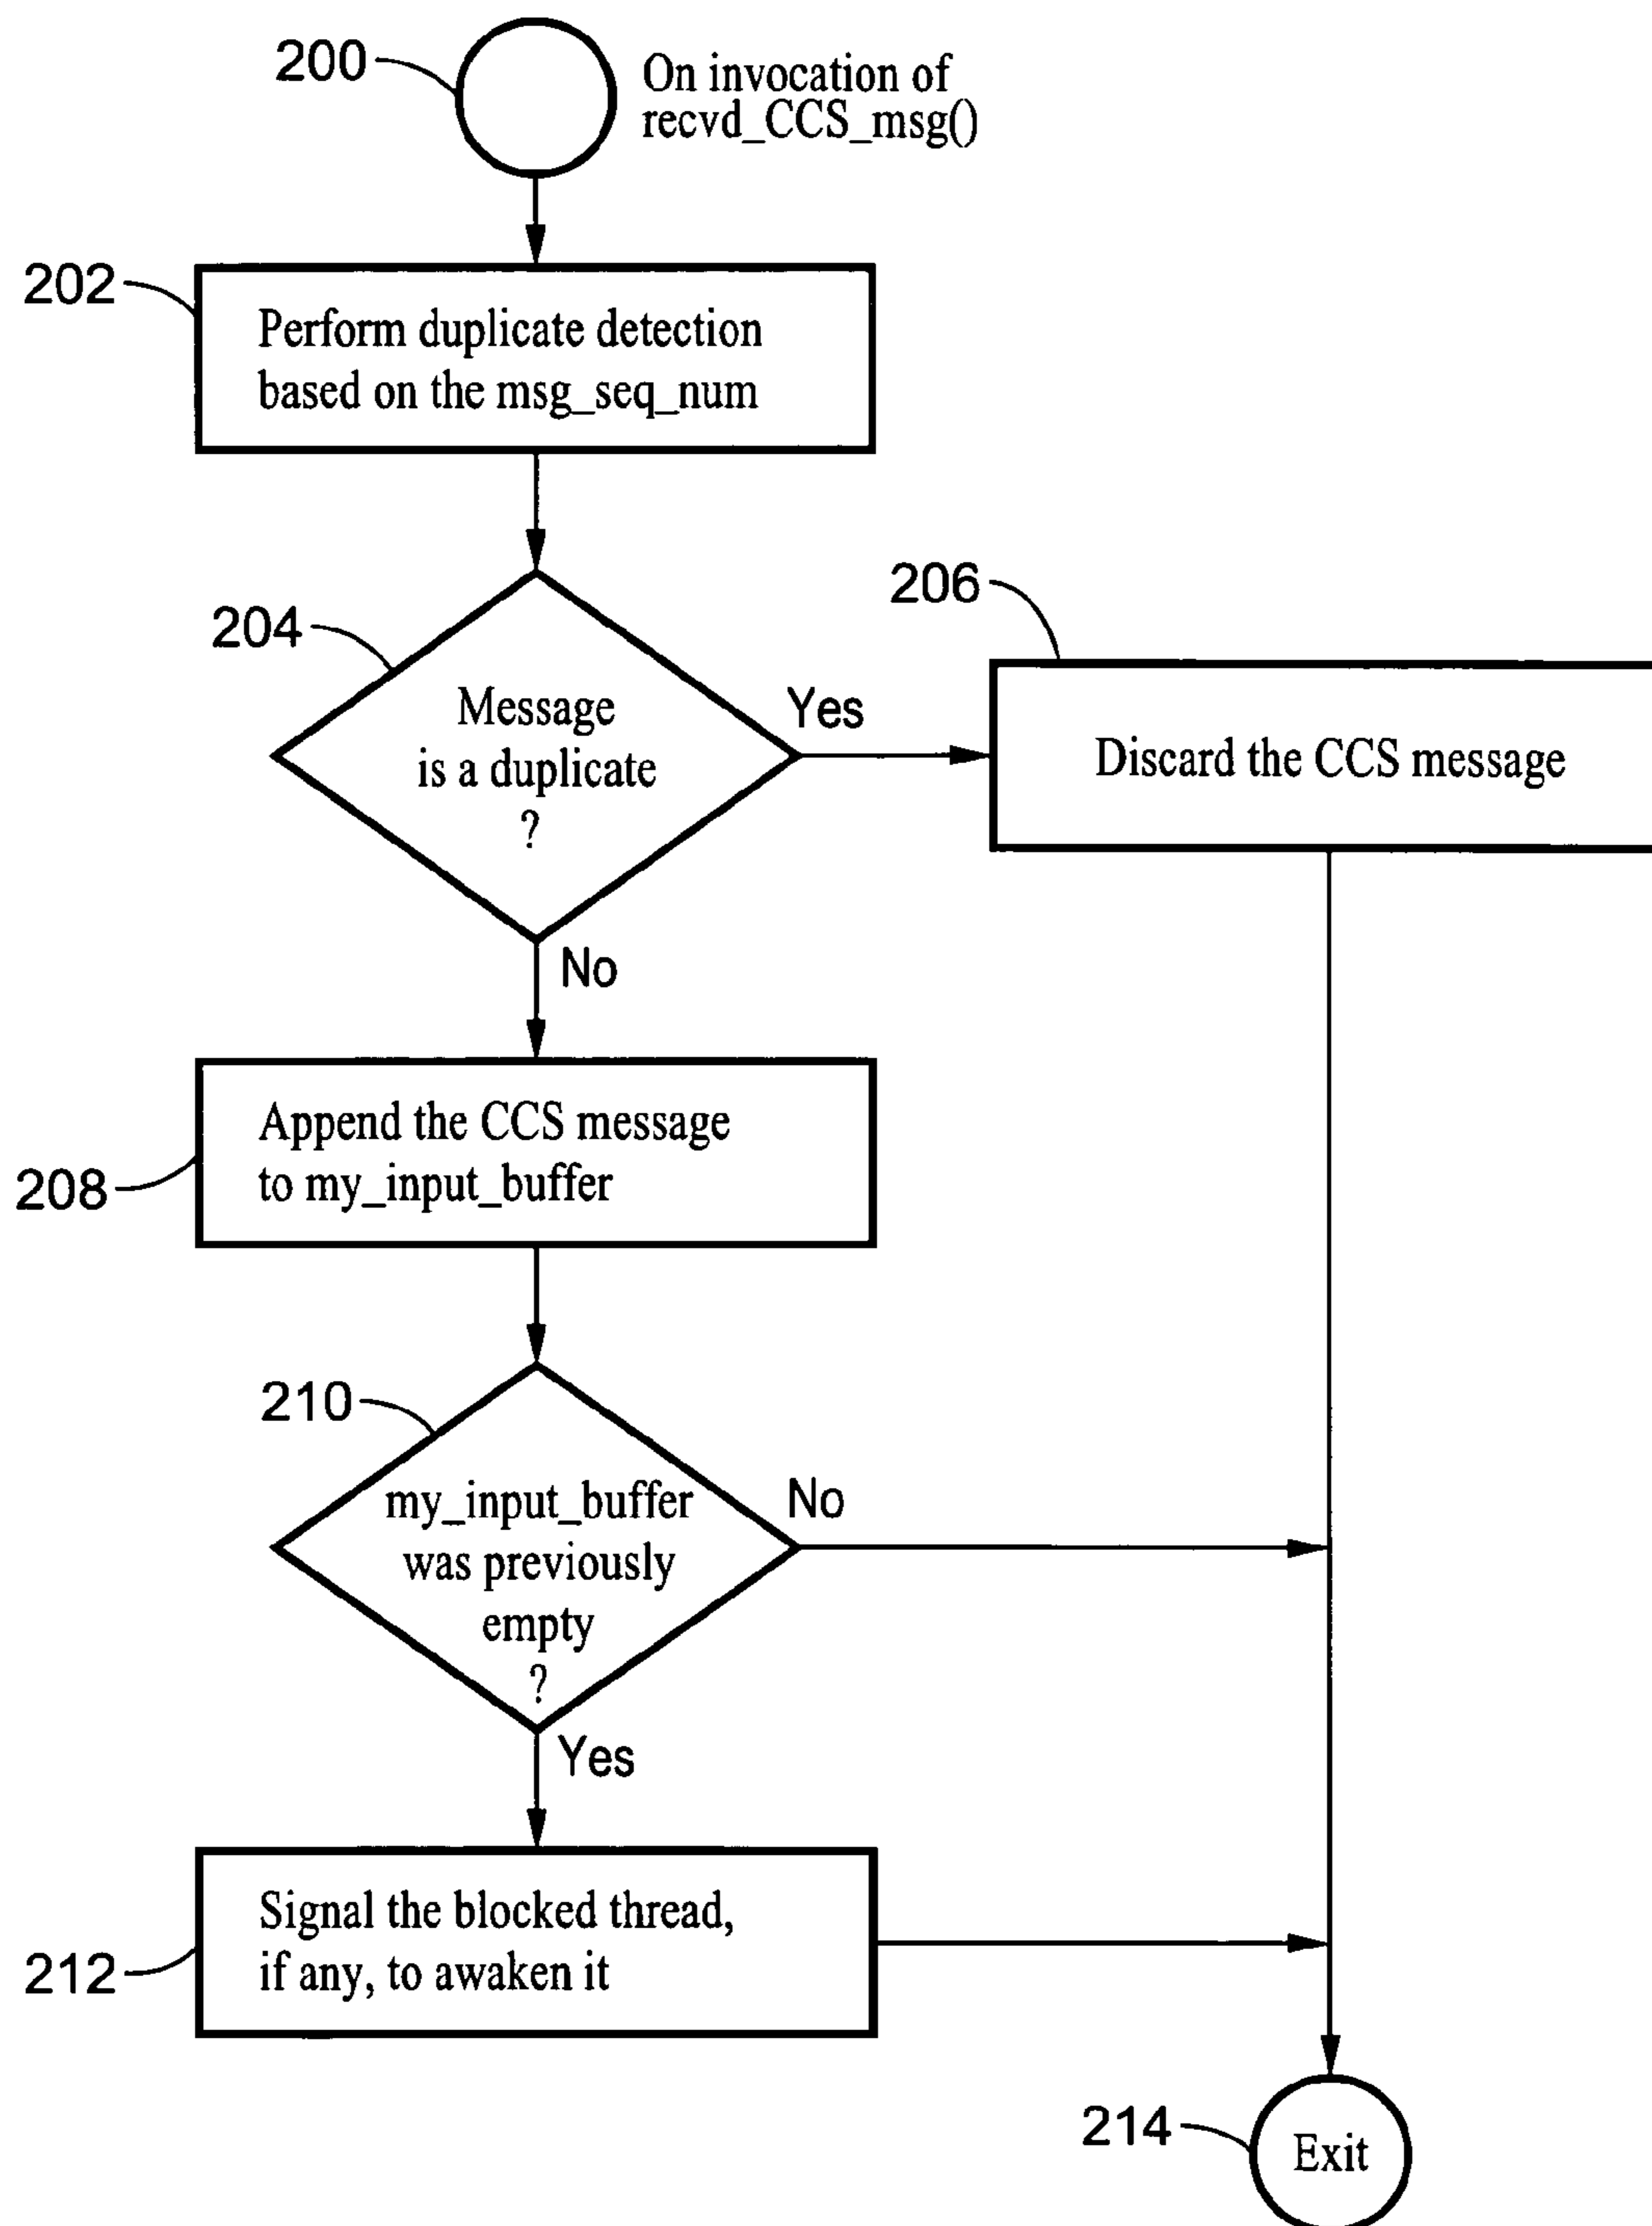 200
On invocation of
recvd_CCS_msg()
202
Perform duplicate detection
based on the msg_seq_num
204
Message
is a duplicate
?
Yes
206
Discard the CCS message
No
208
Append the CCS message
to my_input_buffer
210
my_input_buffer
was previously
empty
?
No
Yes
212
Signal the blocked thread,
if any, to awaken it
214
Exit